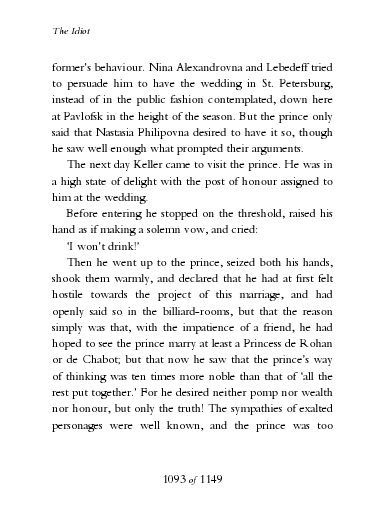 The Idiot
former's behaviour. Nina Alexandrovna and Lebedeff tried
to persuade him to have the wedding in St. Petersburg,
instead of in the public fashion contemplated, down here
at Pavlofsk in the height of the season. But the prince only
said that Nastasia Philipovna desired to have it so, though
he saw well enough what prompted their arguments.
The next day Keller came to visit the prince. He was in
a high state of delight with the post of honour assigned to
him at the wedding.
Before entering he stopped on the threshold, raised his
hand as if making a solemn vow, and cried:
‘I won't drink!’
Then he went up to the prince, seized both his hands,
shook them warmly, and declared that he had at first felt
hostile towards the project of this marriage, and had
openly said so in the billiard-rooms, but that the reason
simply was that, with the impatience of a friend, he had
hoped to see the prince marry at least a Princess de Rohan
or de Chabot; but that now he saw that the prince's way
of thinking was ten times more noble than that of ‘all the
rest put together.’ For he desired neither pomp nor wealth
nor honour, but only the truth! The sympathies of exalted
personages were well known, and the prince was too
1093 of 1149